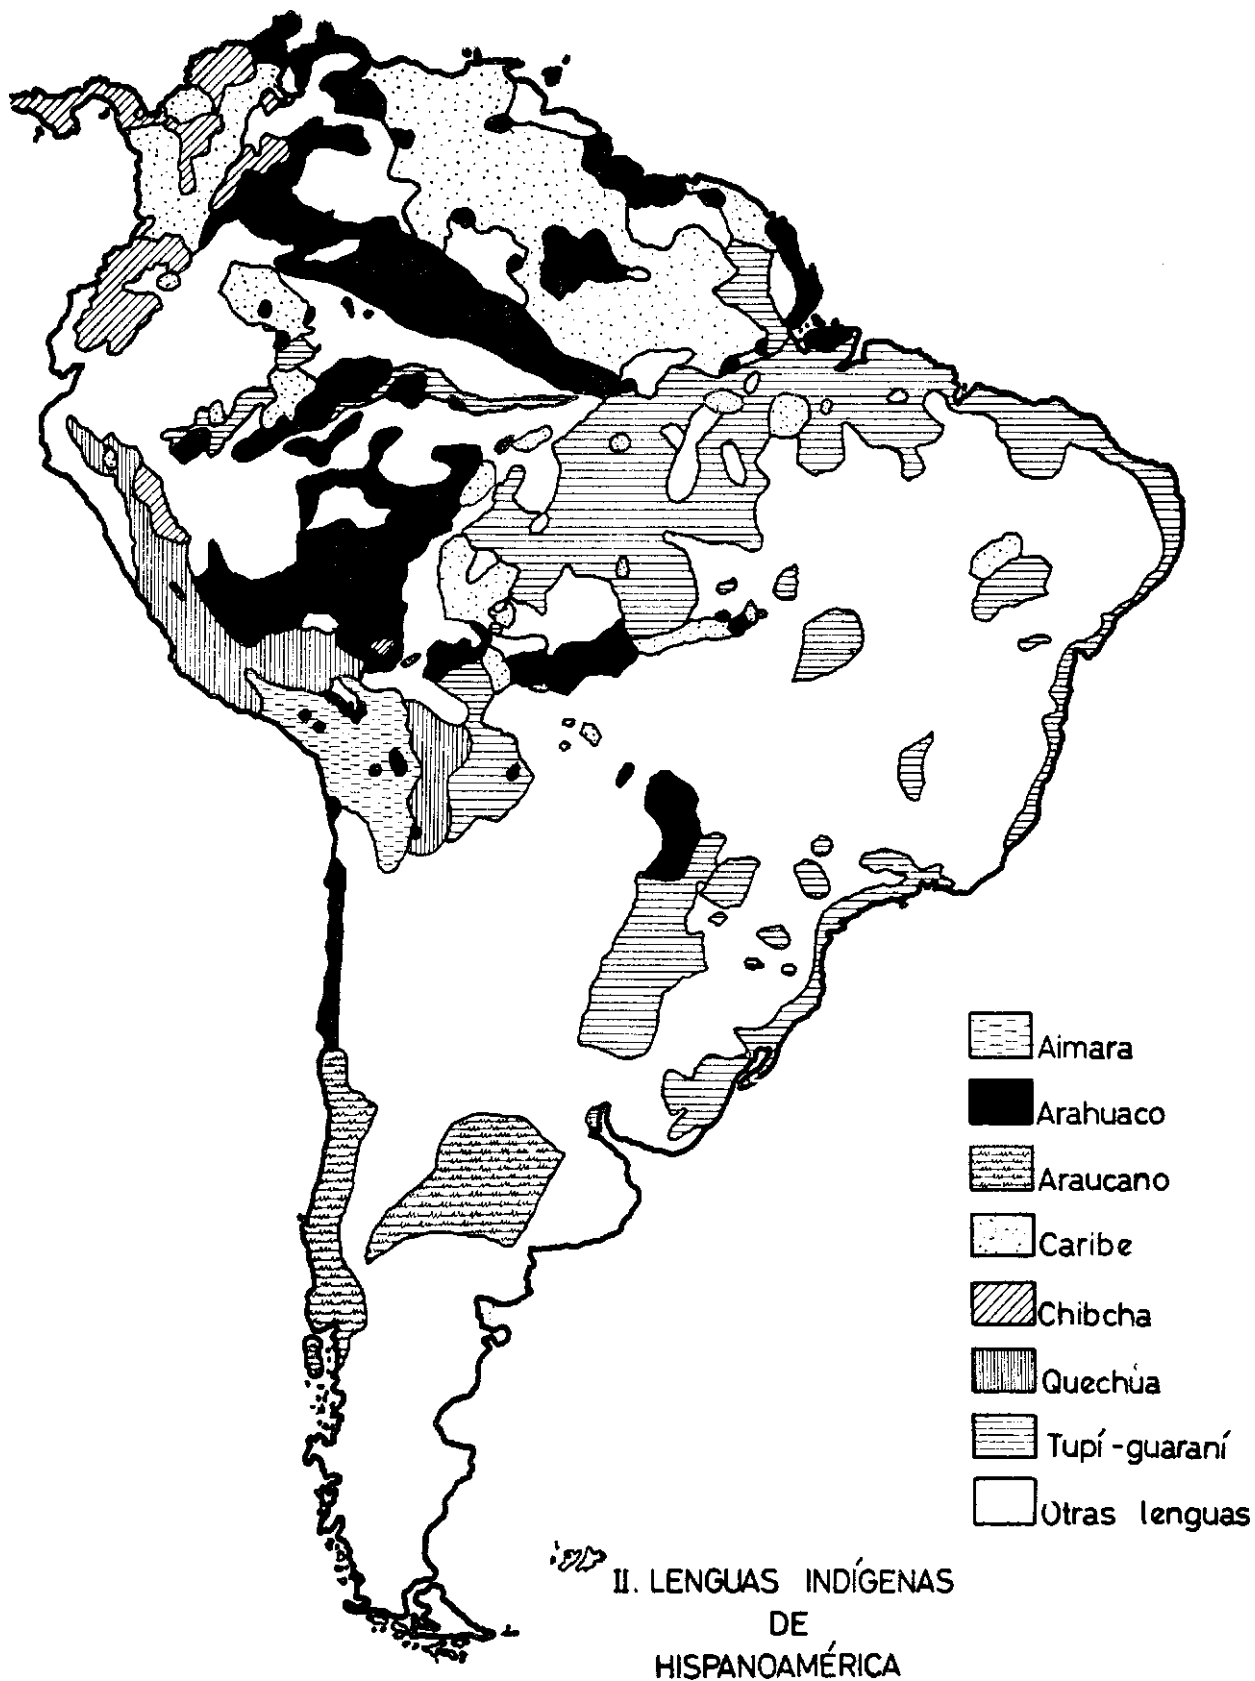 Aimara
Arahuaco
Araucano
Caribe
Chibcha
Quechúa
Tupí-guaraní
Otras lenguas
II. LENGUAS INDÍGENAS
DE
HISPANOAMÉRICA